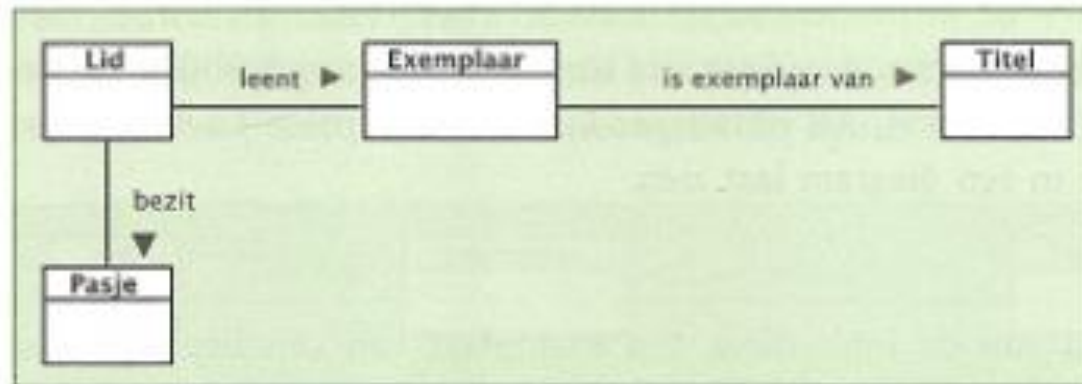 Lid
Exemplaar
Titel
leent ▶
is exemplaar van ▶
bezit
▼
Pasje